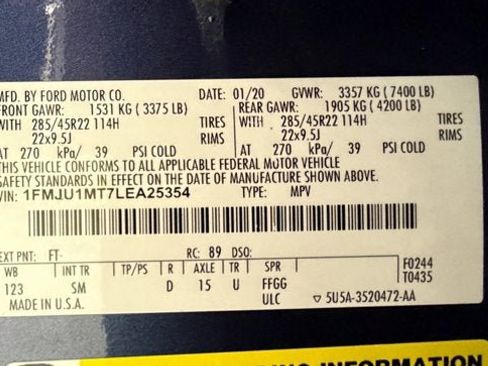 MFD. BY FORD MOTOR CO. DATE: 01/20 GVWR: 3357 KG (7400 LB)
FRONT GAWR: 1531 KG (3375 LB) REAR GAWR: 1905 KG (4200 LB)
WITH 285/45R22 114H TIRES WITH 285/45R22 114H TIRES
22x9.5J RIMS 22x9.5J RIMS
AT 270 kPa/ 39 PSI COLD AT 270 kPa/ 39 PSI COLD
THIS VEHICLE CONFORMS TO ALL APPLICABLE FEDERAL MOTOR VEHICLE
SAFETY STANDARDS IN EFFECT ON THE DATE OF MANUFACTURE SHOWN ABOVE.
VIN: 1FMJU1MT7LEA25354 TYPE: MPV
EXT PNT: FT RC: 89 DSO:
WB INT TR TP/PS R AXLE TR SPR F0244
123 SM D 15 U FFGG T0435
MADE IN U.S.A. ULC ▽ 5U5A-3520472-AA
INFORMATION